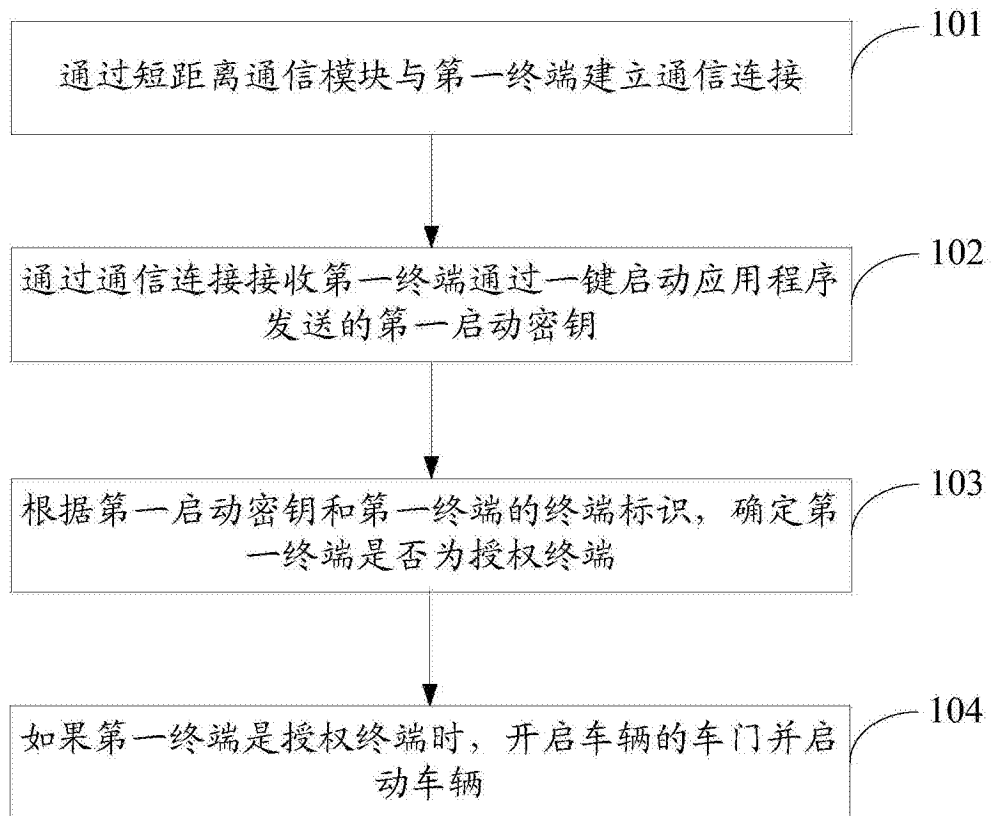 101
通过短距离通信模块与第一终端建立通信连接
102
通过通信连接接收第一终端通过一键启动应用程序
发送的第一启动密钥
103
根据第一启动密钥和第一终端的终端标识，确定第
一终端是否为授权终端
104
如果第一终端是授权终端时，开启车辆的车门并启
动车辆